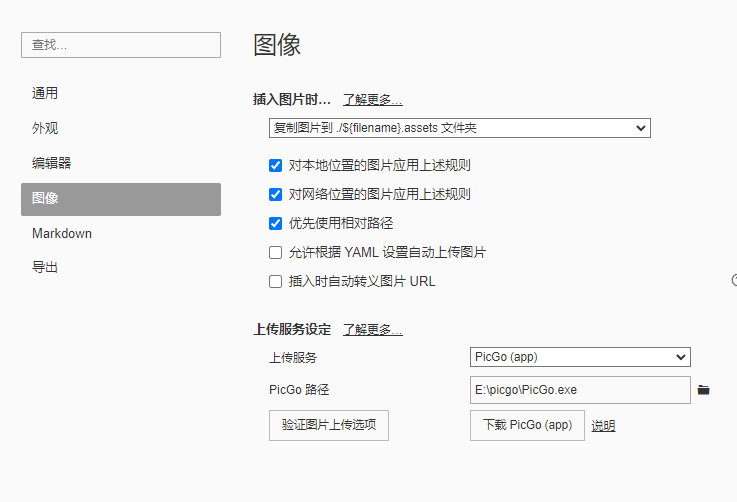 查找...
通用
外观
编辑器
图像
Markdown
导出
图像
插入图片时... 了解更多...
复制图片到 ./${filename}.assets 文件夹
对本地位置的图片应用上述规则
对网络位置的图片应用上述规则
优先使用相对路径
允许根据 YAML 设置自动上传图片
插入时自动转义图片 URL
上传服务设定 了解更多...
上传服务 PicGo (app)
PicGo 路径 E:\picgo\PicGo.exe
验证图片上传选项 下载 PicGo (app) 说明